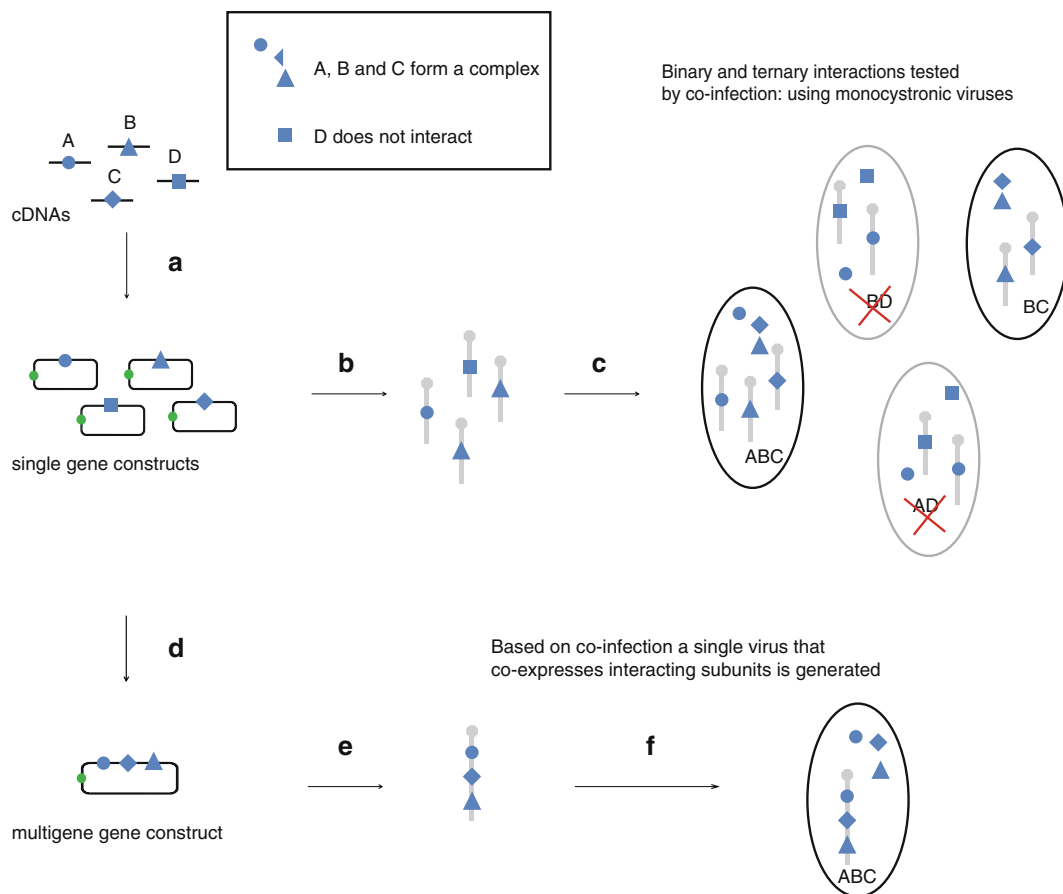 A, B and C form a complex
D does not interact
Binary and ternary interactions tested
by co-infection: using monocystronic viruses
A
B
C
D
cDNAs
a
BD
BC
b
c
ABC
single gene constructs
AD
d
Based on co-infection a single virus that
co-expresses interacting subunits is generated
e
f
multigene gene construct
ABC